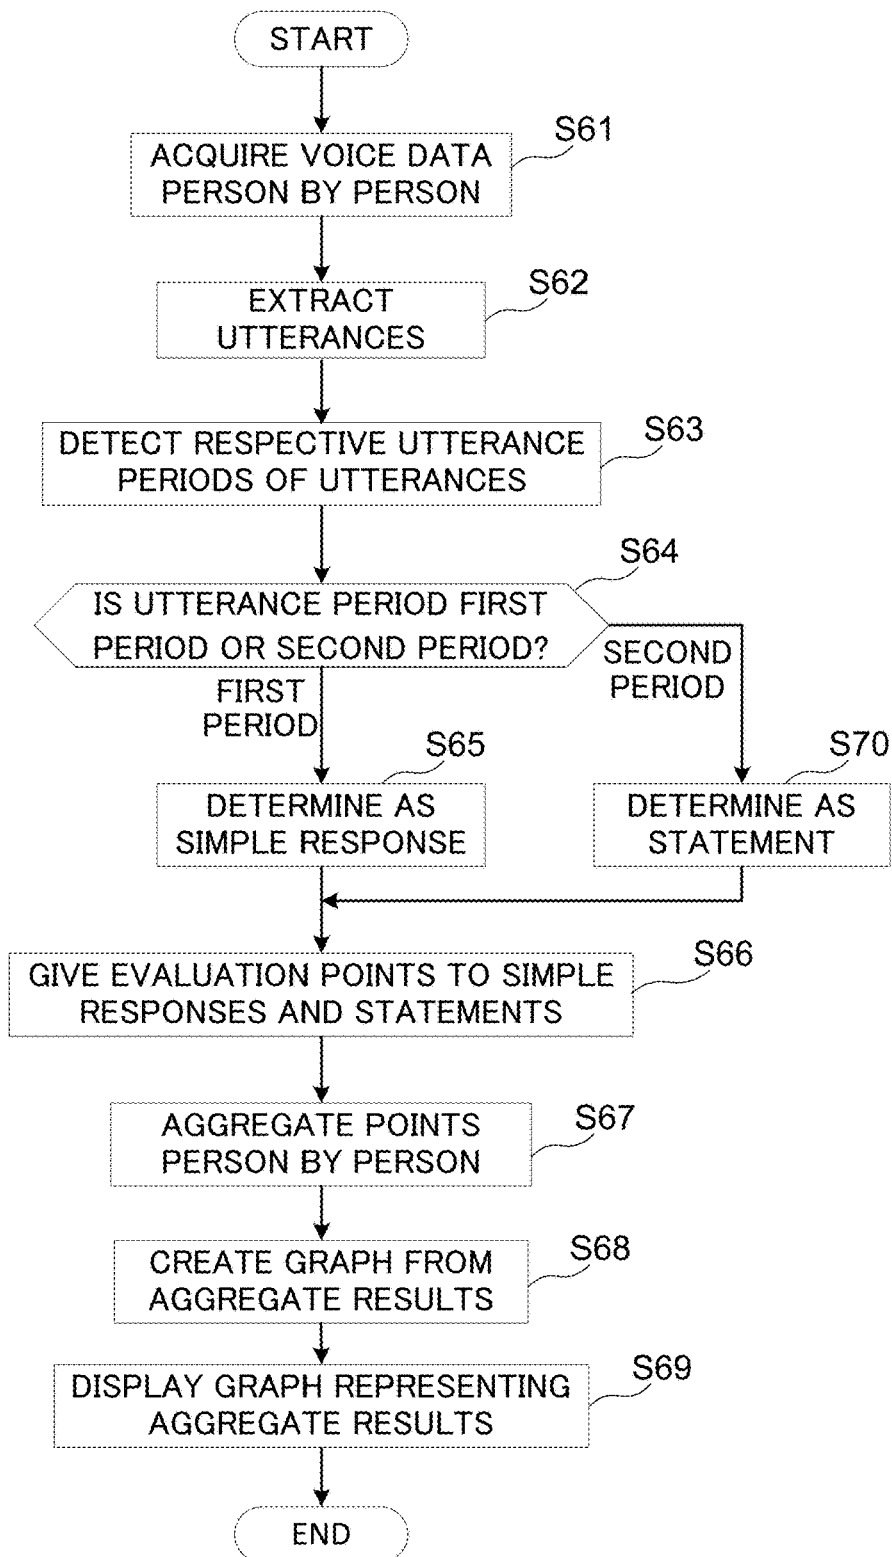 START
S61
ACQUIRE VOICE DATA
PERSON BY PERSON
S62
EXTRACT
UTTERANCES
S63
DETECT RESPECTIVE UTTERANCE
PERIODS OF UTTERANCES
S64
IS UTTERANCE PERIOD FIRST
PERIOD OR SECOND PERIOD?
SECOND
PERIOD
FIRST
PERIOD
S65
DETERMINE AS
SIMPLE RESPONSE
S70
DETERMINE AS
STATEMENT
S66
GIVE EVALUATION POINTS TO SIMPLE
RESPONSES AND STATEMENTS
S67
AGGREGATE POINTS
PERSON BY PERSON
S68
CREATE GRAPH FROM
AGGREGATE RESULTS
S69
DISPLAY GRAPH REPRESENTING
AGGREGATE RESULTS
END